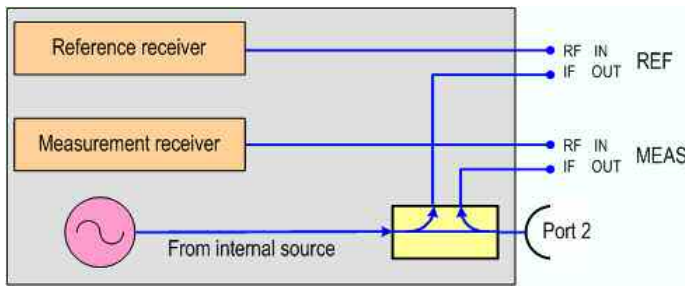 Reference receiver
RF IN
REF
IF OUT
Measurement receiver
RF IN
MEAS
IF OUT
From internal source
Port 2